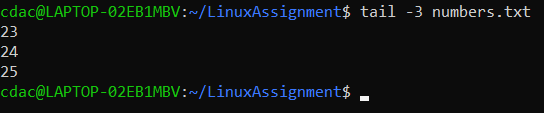 cdac@LAPTOP-02EB1MBV:~/LinuxAssignment$ tail -3 numbers.txt
23
24
25
cdac@LAPTOP-02EB1MBV:~/LinuxAssignment$